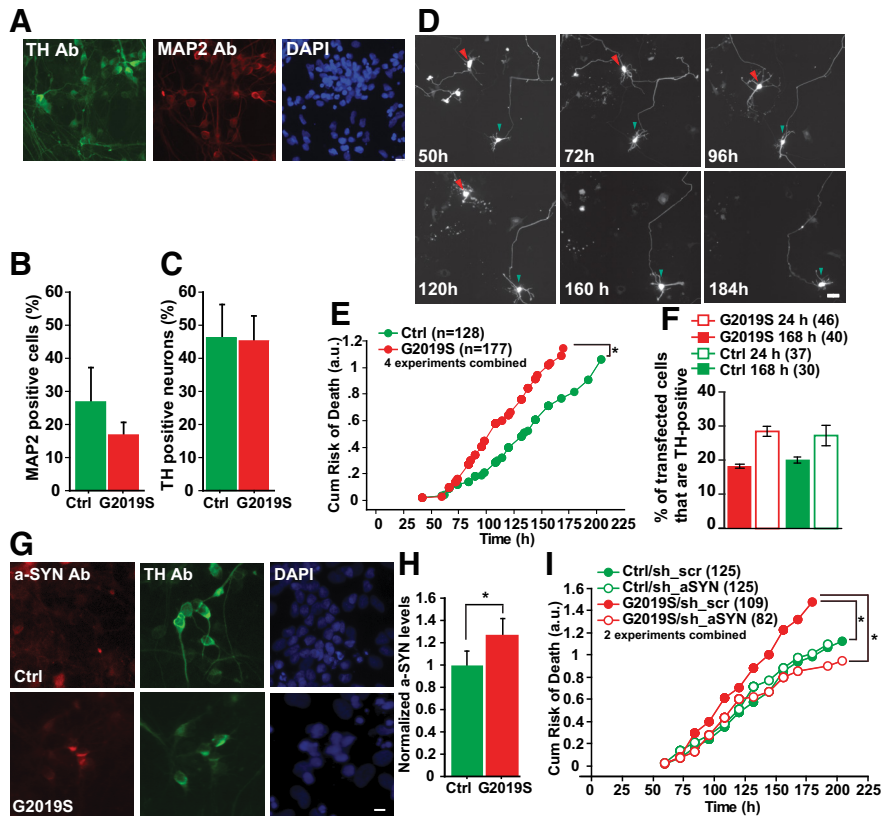 A
TH Ab
MAP2 Ab
DAPI
D
50h
72h
96h
120h
160 h
184h
B
MAP2 positive cells (%)
60
50
40
30
20
10
0
Ctrl
G2019S
C
TH positive neurons (%)
60
50
40
30
20
10
0
Ctrl
G2019S
E
Ctrl (n=128)
G2019S (n=177)
4 experiments combined
*
Cum Risk of Death (a.u.)
1.2
1
.8
.6
.4
.2
0
0
25
50
75
100
125
150
175
200
225
Time (h)
F
G2019S 24 h (46)
G2019S 168 h (40)
Ctrl 24 h (37)
Ctrl 168 h (30)
% of transfected cells
that are TH-positive
40
30
20
10
0
G
a-SYN Ab
TH Ab
DAPI
Ctrl
G2019S
H
Normalized a-SYN levels
1.6
1.4
1.2
1
0.8
0.6
0.4
0.2
0
*
Ctrl
G2019S
I
Ctrl/sh_scr (125)
Ctrl/sh_aSYN (125)
G2019S/sh_scr (109)
G2019S/sh_aSYN (82)
2 experiments combined
*
*
Cum Risk of Death (a.u.)
1.6
1.4
1.2
1
0.8
0.6
0.4
0.2
0
0
25
50
75
100
125
150
175
200
225
Time (h)